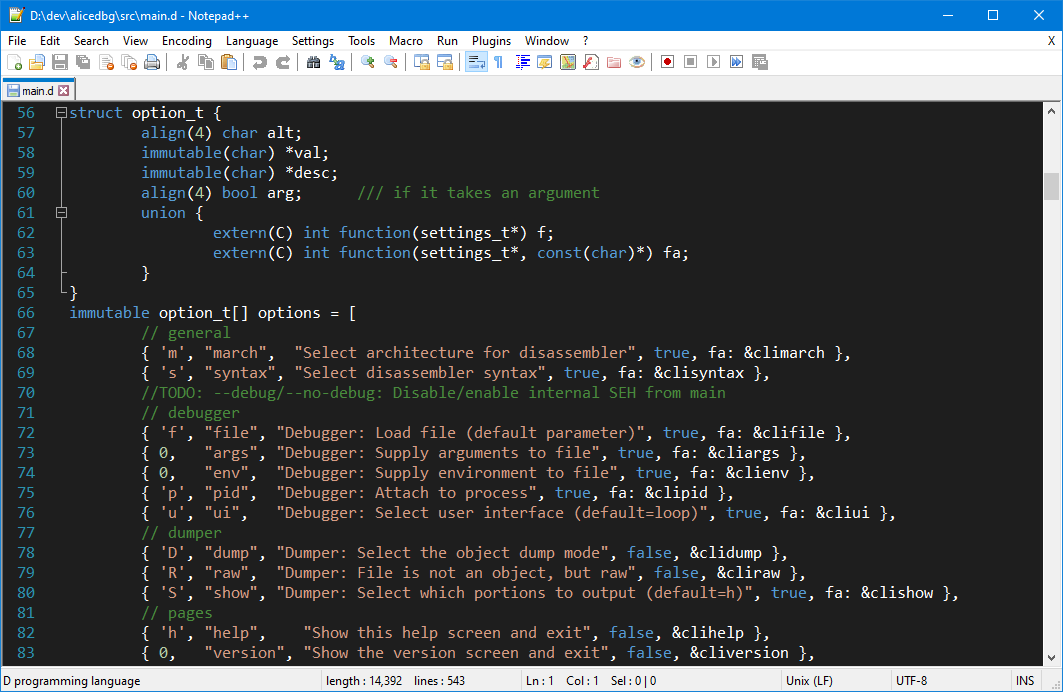 D:\dev\alicedbg\src\main.d - Notepad++
File Edit Search View Encoding Language Settings Tools Macro Run Plugins Window ? X
main.d
56 struct option_t {
57 align(4) char alt;
58 immutable(char) *val;
59 immutable(char) *desc;
60 align(4) bool arg; /// if it takes an argument
61 union {
62 extern(C) int function(settings_t*) f;
63 extern(C) int function(settings_t*, const(char)*) fa;
64 }
65 }
66 immutable option_t[] options = [
67 // general
68 { 'm', "march", "Select architecture for disassembler", true, fa: &climarch },
69 { 's', "syntax", "Select disassembler syntax", true, fa: &clisyntax },
70 //TODO: --debug/--no-debug: Disable/enable internal SEH from main
71 // debugger
72 { 'f', "file", "Debugger: Load file (default parameter)", true, fa: &clifile },
73 { 0, "args", "Debugger: Supply arguments to file", true, fa: &cliargs },
74 { 0, "env", "Debugger: Supply environment to file", true, fa: &clienv },
75 { 'p', "pid", "Debugger: Attach to process", true, fa: &clipid },
76 { 'u', "ui", "Debugger: Select user interface (default=loop)", true, fa: &cliui },
77 // dumper
78 { 'D', "dump", "Dumper: Select the object dump mode", false, &clidump },
79 { 'R', "raw", "Dumper: File is not an object, but raw", false, &cliraw },
80 { 'S', "show", "Dumper: Select which portions to output (default=h)", true, fa: &clishow },
81 // pages
82 { 'h', "help", "Show this help screen and exit", false, &clihelp },
83 { 0, "version", "Show the version screen and exit", false, &cliversion },
D programming language length : 14,392 lines : 543 Ln : 1 Col : 1 Sel : 0 | 0 Unix (LF) UTF-8 INS